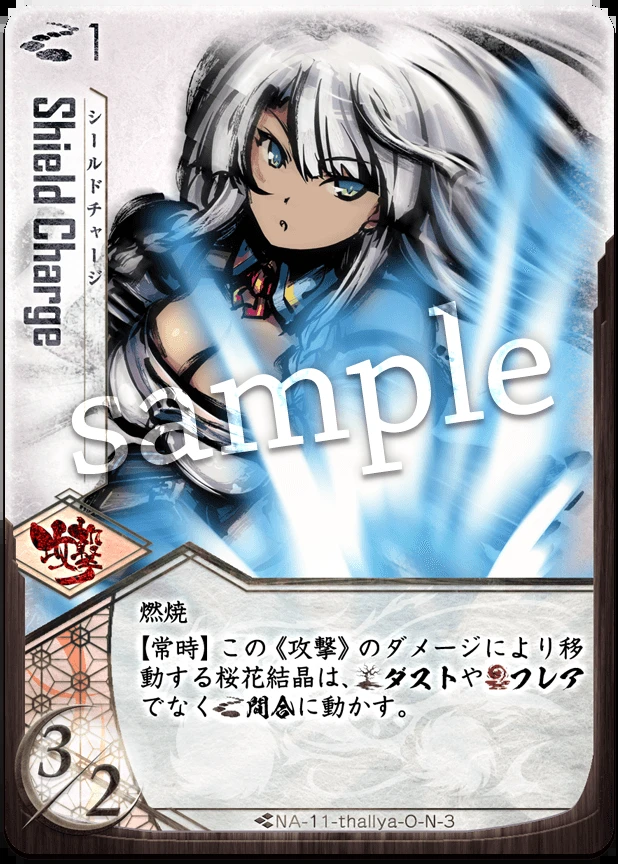 1
Shield Charge
シールドチャージ
sample
攻撃
燃焼
【常時】この《攻撃》のダメージにより移
動する桜花結晶は、ダストやフレア
でなく間合に動かす。
3/2
NA-11-thallya-O-N-3